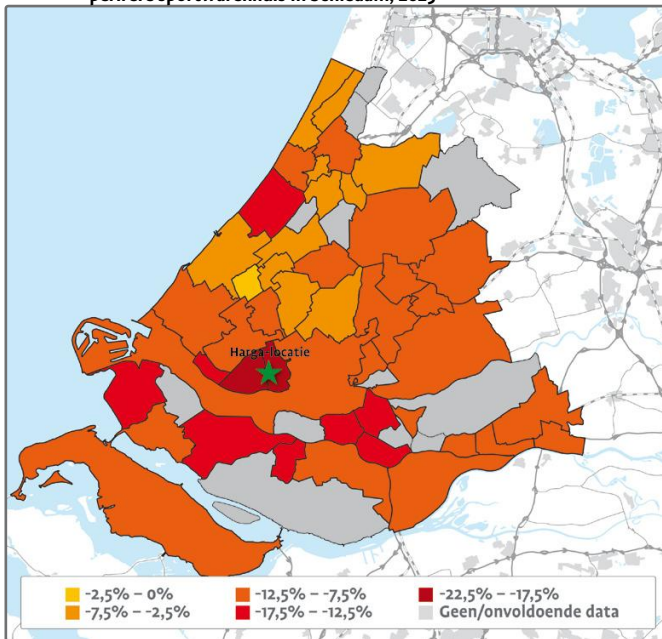 Harga-locatie
-2,5% – 0%
-7,5% – -2,5%
-12,5% – -7,5%
-17,5% – -12,5%
-22,5% – -17,5%
Geen/onvoldoende data